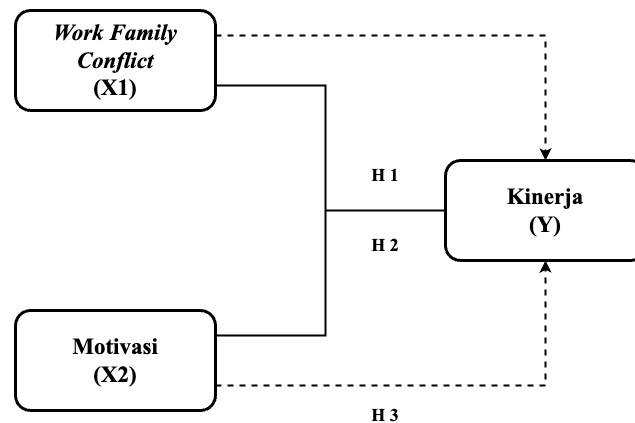 Work Family
Conflict
(X1)
H 1
Kinerja
(Y)
H 2
Motivasi
(X2)
H 3